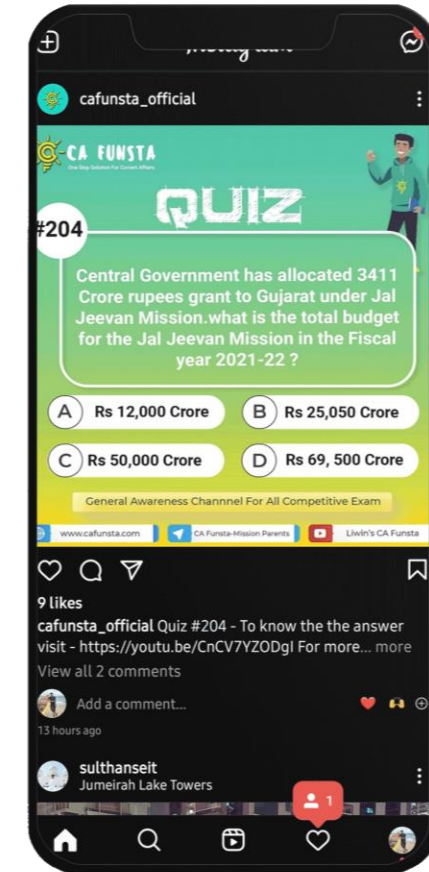 cafunsta_official
CA FUNSTA
One Stop Solution For Current Affairs
QUIZ
#204
Central Government has allocated 3411
Crore rupees grant to Gujarat under Jal
Jeevan Mission.what is the total budget
for the Jal Jeevan Mission in the Fiscal
year 2021-22 ?
A Rs 12,000 Crore
B Rs 25,050 Crore
C Rs 50,000 Crore
D Rs 69, 500 Crore
General Awareness Channnel For All Competitive Exam
www.cafunsta.com
CA Funsta-Mission Parents
Liwin's CA Funsta
9 likes
cafunsta_official Quiz #204 - To know the the answer
visit - https://youtu.be/CnCV7YZODgI For more... more
View all 2 comments
Add a comment...
13 hours ago
sulthanseit
Jumeirah Lake Towers
1